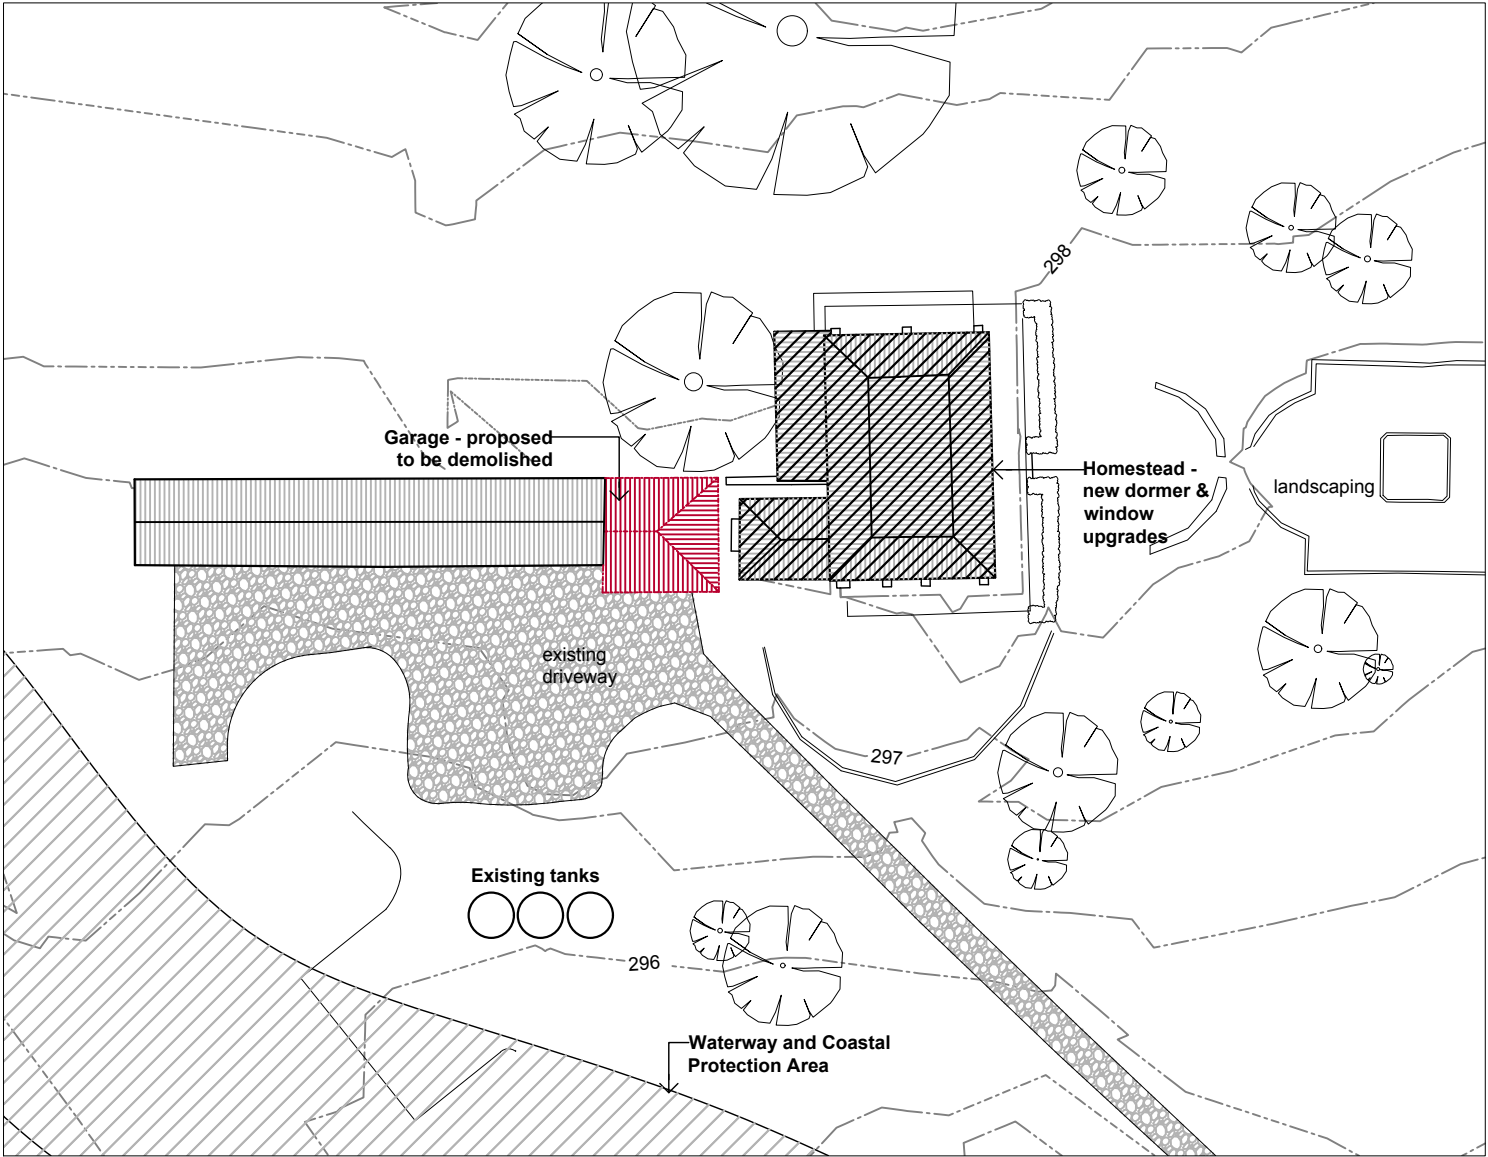 298
Garage - proposed
to be demolished
Homestead -
new dormer &
window
upgrades
landscaping
existing
driveway
297
Existing tanks
296
Waterway and Coastal
Protection Area